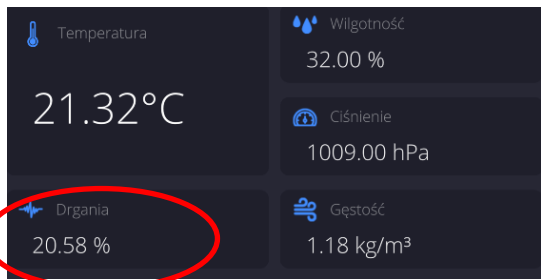 Temperatura
21.32°C
Wilgotność
32.00 %
Ciśnienie
1009.00 hPa
Drgania
20.58 %
Gęstość
1.18 kg/m³